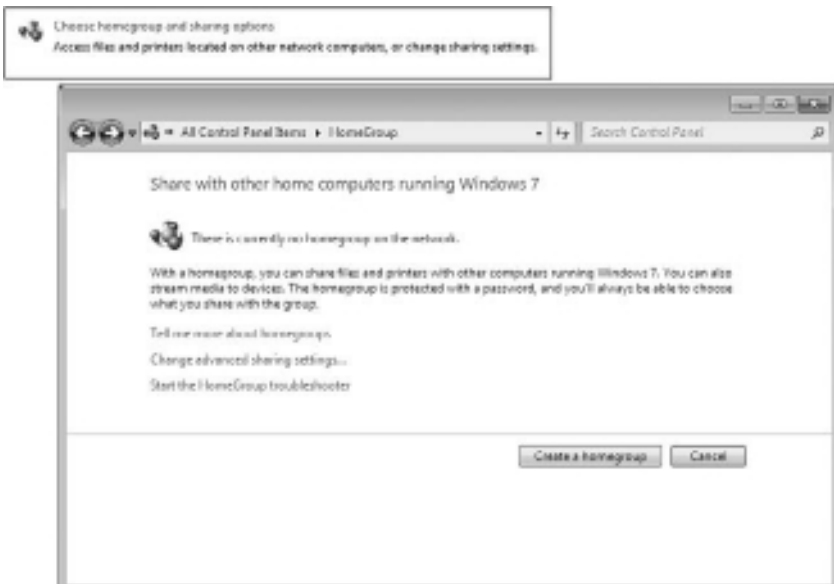 Choose homegroup and sharing options
Access files and printers located on other network computers, or change sharing settings.
All Control Panel Items HomeGroup
Search Control Panel
Share with other home computers running Windows 7
There is currently no homegroup on the network.
With a homegroup, you can share files and printers with other computers running Windows 7. You can also
stream media to devices. The homegroup is protected with a password, and you'll always be able to choose
what you share with the group.
Tell me more about homegroups.
Change advanced sharing settings...
Start the HomeGroup troubleshooter
Create a homegroup Cancel